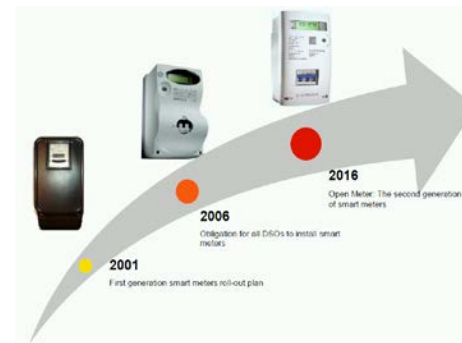 2016
Open Meter: The second generation
of smart meters
2006
Obligation for all DSOs to install smart
meters
2001
First generation smart meters roll-out plan